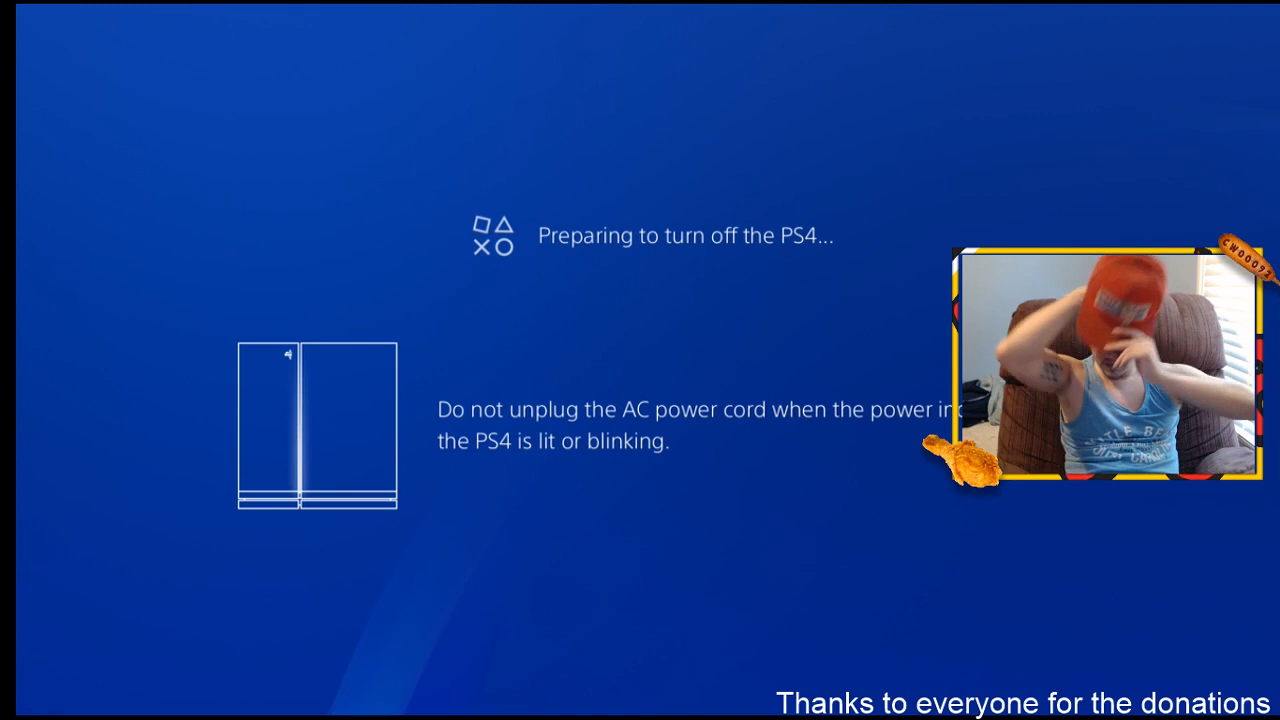 Preparing to turn off the PS4...
Do not unplug the AC power cord when the power
the PS4 is lit or blinking.
CW00092
Thanks to everyone for the donations